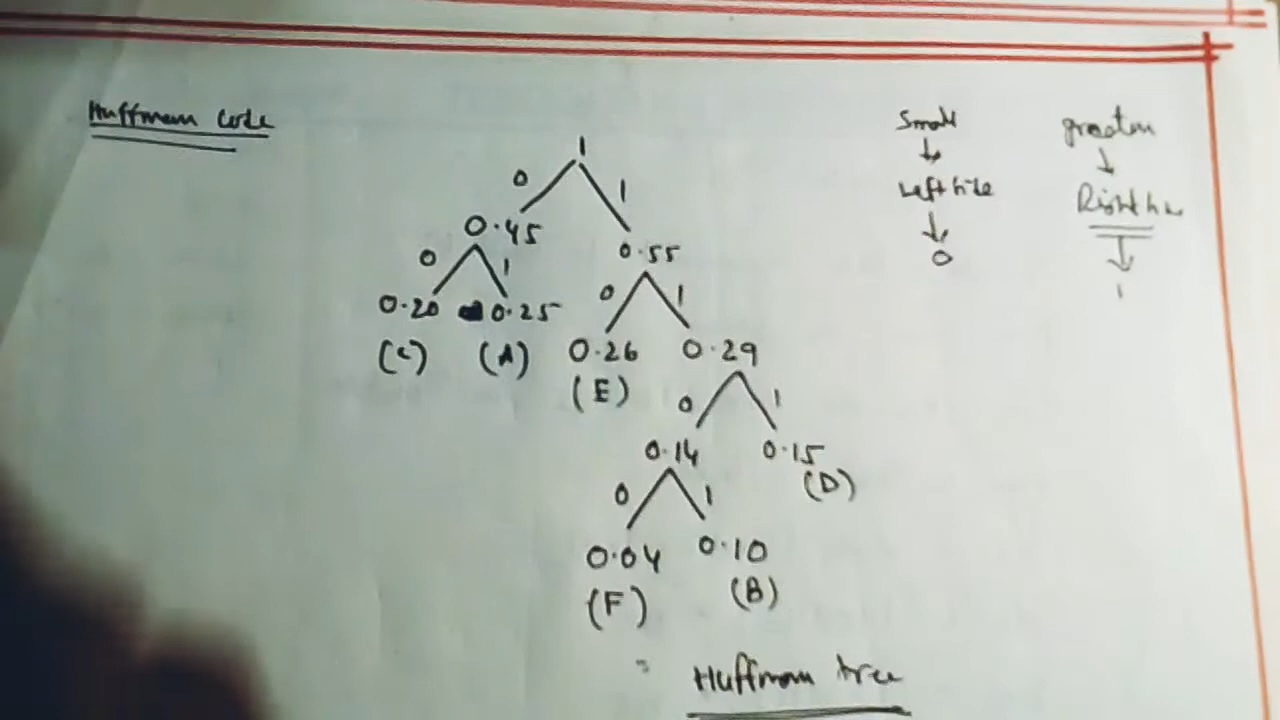 Huffman Code
Small
↓
Left side
↓
0
greater
↓
Right
↓
1
1
0 1
0.45 0.55
0 1 0 1
0.20 0.25 0.26 0.29
(C) (A) (E)
0 1
0.14 0.15
(D)
0 1
0.04 0.10
(F) (B)
Huffman tree